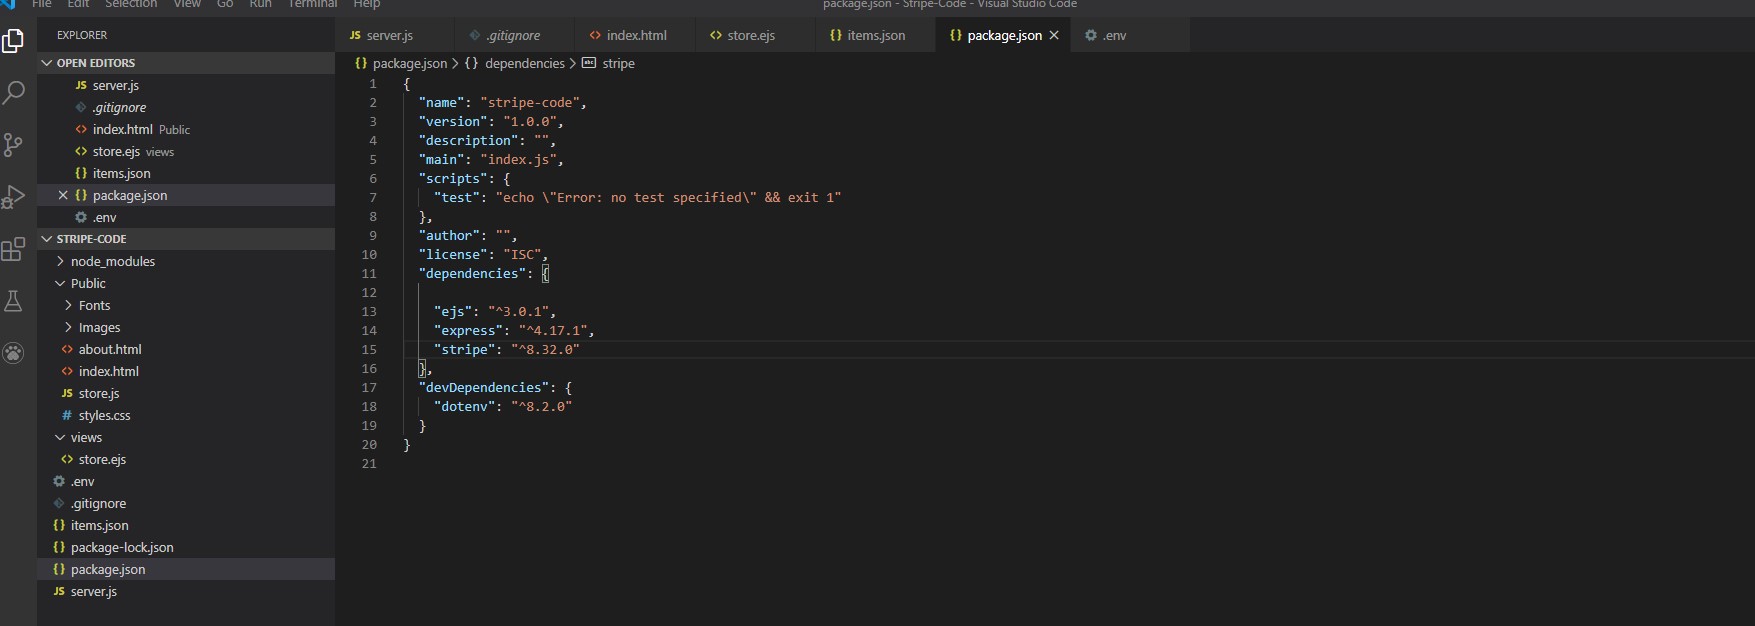 File Edit Selection View Go Run Terminal Help package.json - Stripe-Code - Visual Studio Code
EXPLORER
OPEN EDITORS
JS server.js
.gitignore
<> index.html Public
<> store.ejs views
{} items.json
{} package.json
.env
STRIPE-CODE
node_modules
Public
Fonts
Images
<> about.html
<> index.html
JS store.js
# styles.css
views
<> store.ejs
.env
.gitignore
{} items.json
{} package-lock.json
{} package.json
JS server.js
JS server.js .gitignore <> index.html <> store.ejs {} items.json {} package.json .env
{} package.json > {} dependencies > abc stripe
1 {
2 "name": "stripe-code",
3 "version": "1.0.0",
4 "description": "",
5 "main": "index.js",
6 "scripts": {
7 "test": "echo \"Error: no test specified\" && exit 1"
8 },
9 "author": "",
10 "license": "ISC",
11 "dependencies": {
12
13 "ejs": "^3.0.1",
14 "express": "^4.17.1",
15 "stripe": "^8.32.0"
16 },
17 "devDependencies": {
18 "dotenv": "^8.2.0"
19 }
20 }
21